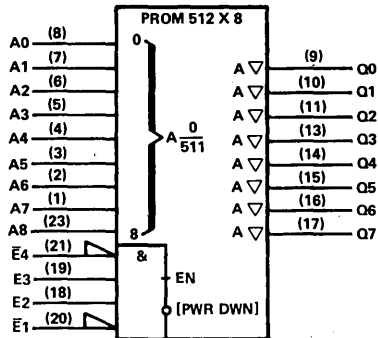 PROM 512 X 8
A0 (8) 0
A1 (7)
A2 (6)
A3 (5)
A4 (4)
A5 (3)
A6 (2)
A7 (1)
A8 (23) 8
A 0
511
A ▽ (9) Q0
A ▽ (10) Q1
A ▽ (11) Q2
A ▽ (13) Q3
A ▽ (14) Q4
A ▽ (15) Q5
A ▽ (16) Q6
A ▽ (17) Q7
E̅4 (21) &
E3 (19) EN
E2 (18)
E̅1 (20)
[PWR DWN]